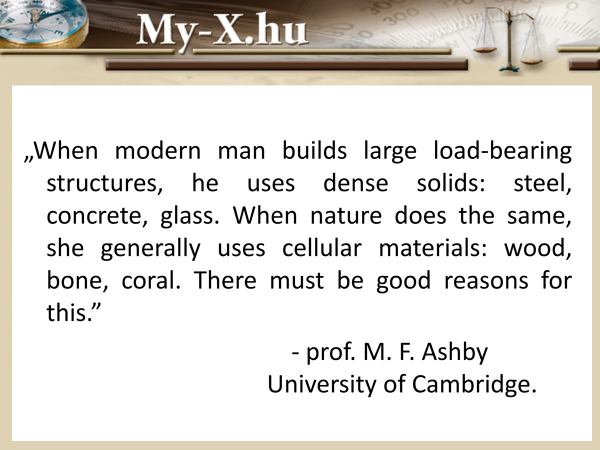 My-X.hu
„When modern man builds large load-bearing
structures, he uses dense solids: steel,
concrete, glass. When nature does the same,
she generally uses cellular materials: wood,
bone, coral. There must be good reasons for
this.”
- prof. M. F. Ashby
University of Cambridge.